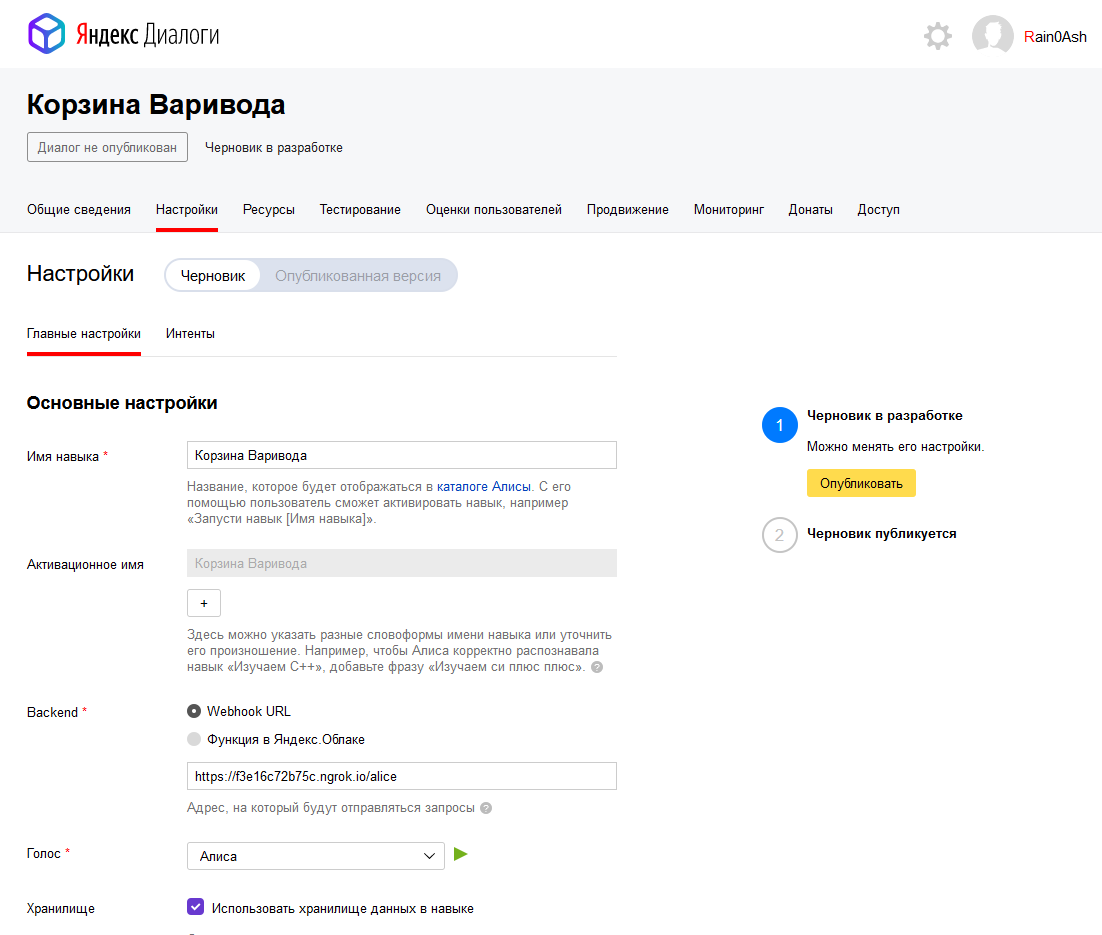 Яндекс Диалоги
Rain0Ash
Корзина Варивода
Диалог не опубликован
Черновик в разработке
Общие сведения Настройки Ресурсы Тестирование Оценки пользователей Продвижение Мониторинг Донаты Доступ
Настройки
Черновик Опубликованная версия
Главные настройки Интенты
Основные настройки
Имя навыка *
Корзина Варивода
Название, которое будет отображаться в каталоге Алисы. С его
помощью пользователь сможет активировать навык, например
«Запусти навык [Имя навыка]».
Активационное имя
Корзина Варивода
+
Здесь можно указать разные словоформы имени навыка или уточнить
его произношение. Например, чтобы Алиса корректно распознавала
навык «Изучаем C++», добавьте фразу «Изучаем си плюс плюс». ?
Backend *
Webhook URL
Функция в Яндекс.Облаке
https://f3e16c72b75c.ngrok.io/alice
Адрес, на который будут отправляться запросы ?
Голос *
Алиса
Хранилище
Использовать хранилище данных в навыке
1
Черновик в разработке
Можно менять его настройки.
Опубликовать
2
Черновик публикуется